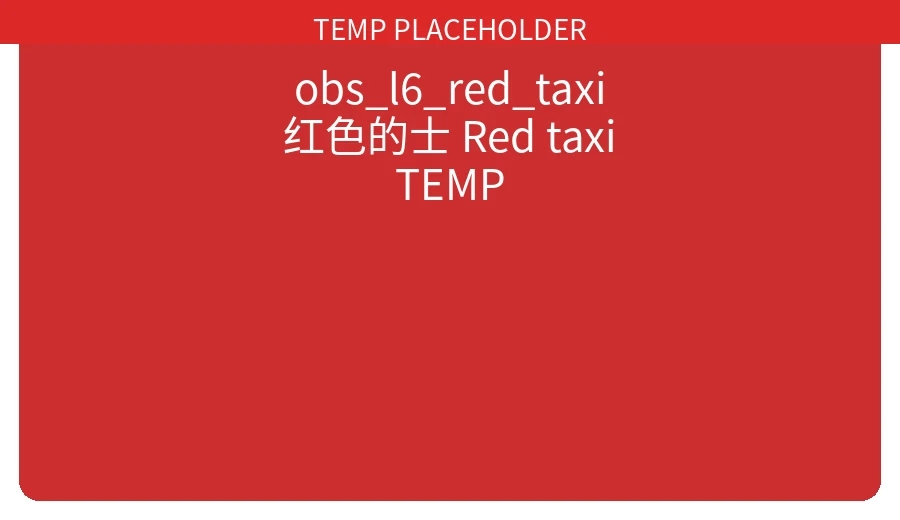 TEMP PLACEHOLDER
obs_l6_red_taxi
红色的士 Red taxi
TEMP